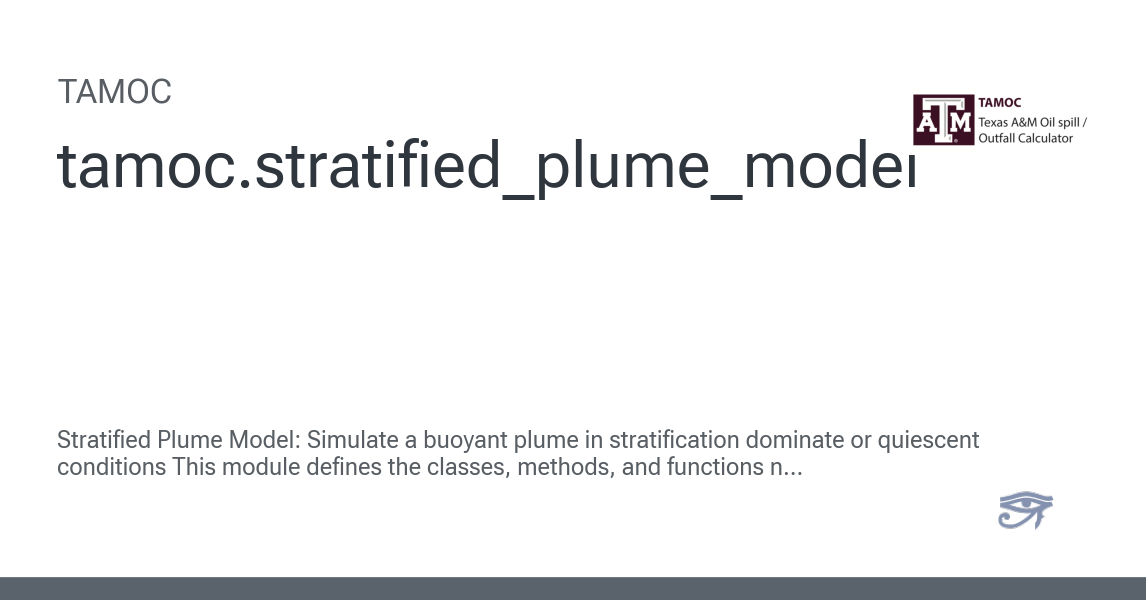 TAMOC
tamoc.stratified_plume_model
ATM
TAMOC
Texas A&M Oil spill /
Outfall Calculator
Stratified Plume Model: Simulate a buoyant plume in stratification dominate or quiescent
conditions This module defines the classes, methods, and functions n...